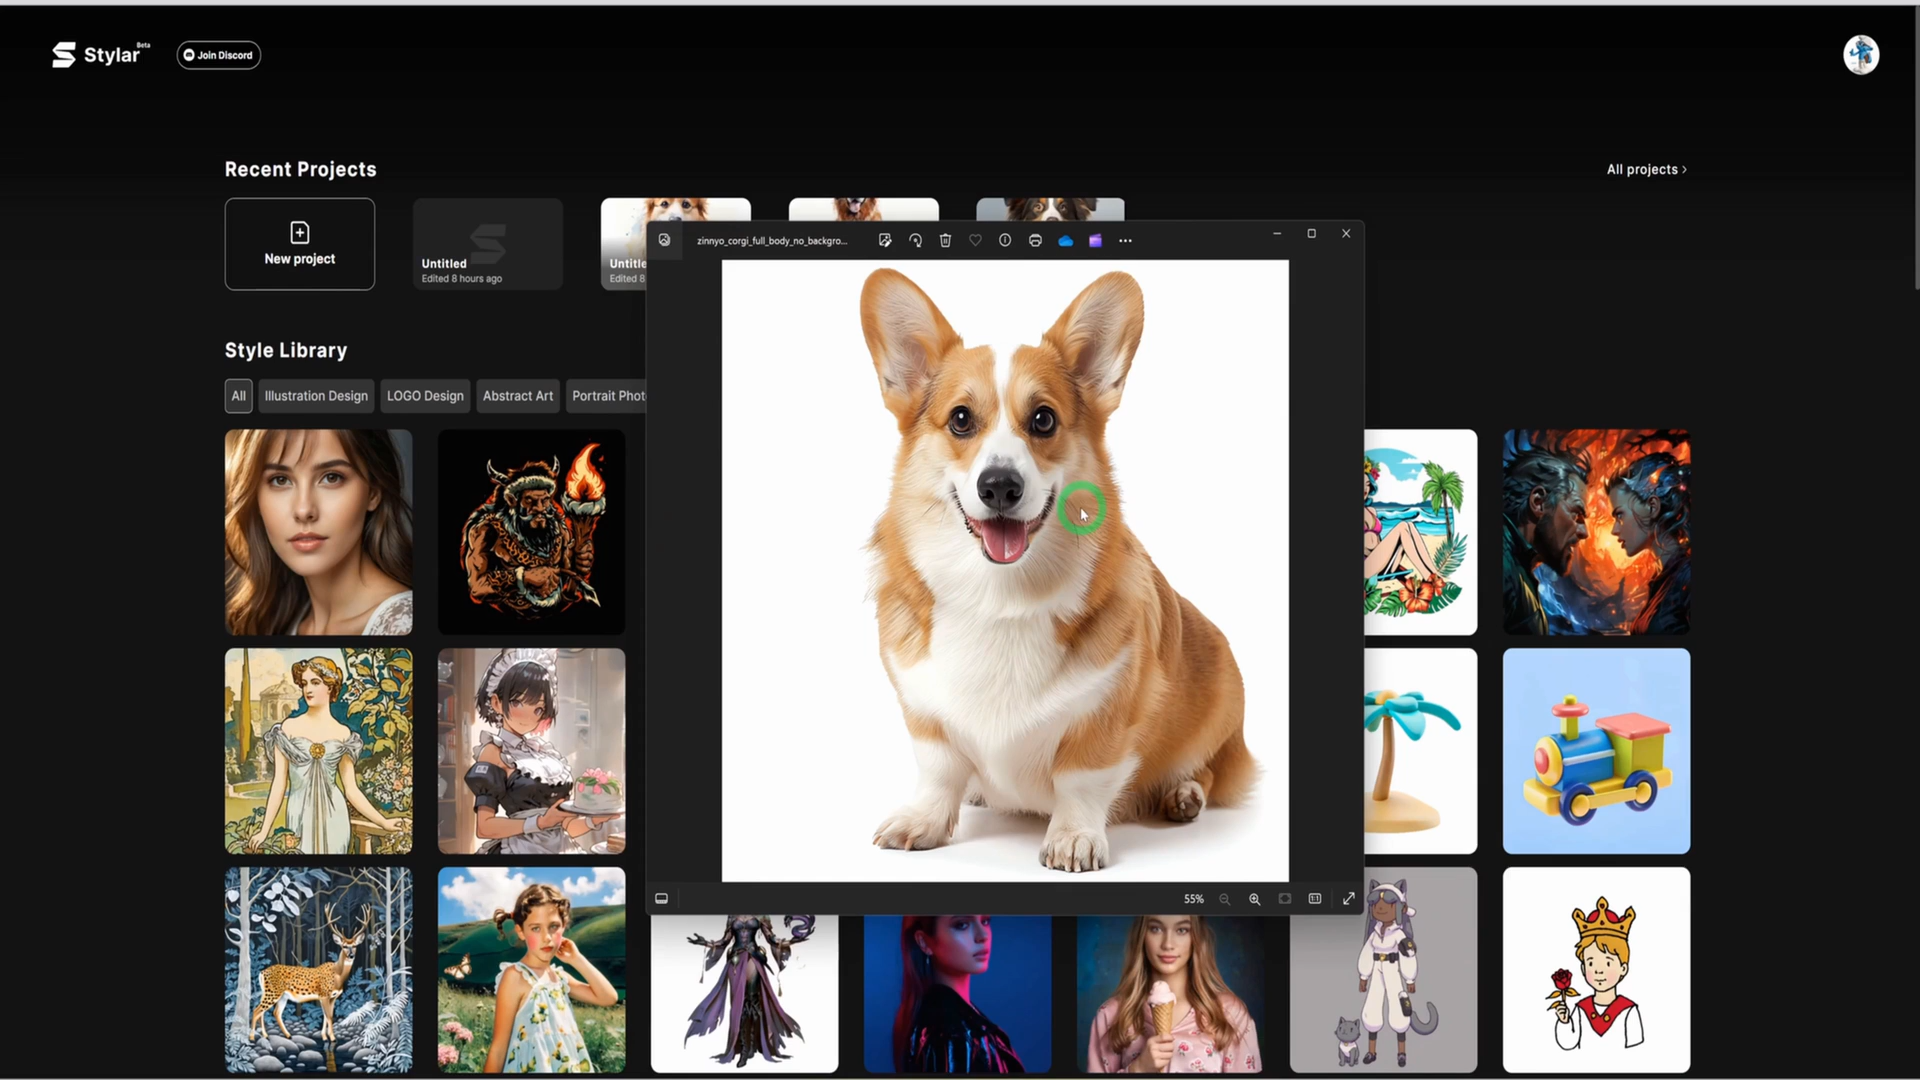 Stylar Beta
Join Discord
Recent Projects
All projects >
New project
Untitled
Edited 8 hours ago
Untitle
Edited 8
zinnyo_corgi_full_body_no_backgro...
Style Library
All
Illustration Design
LOGO Design
Abstract Art
Portrait Phot
55%